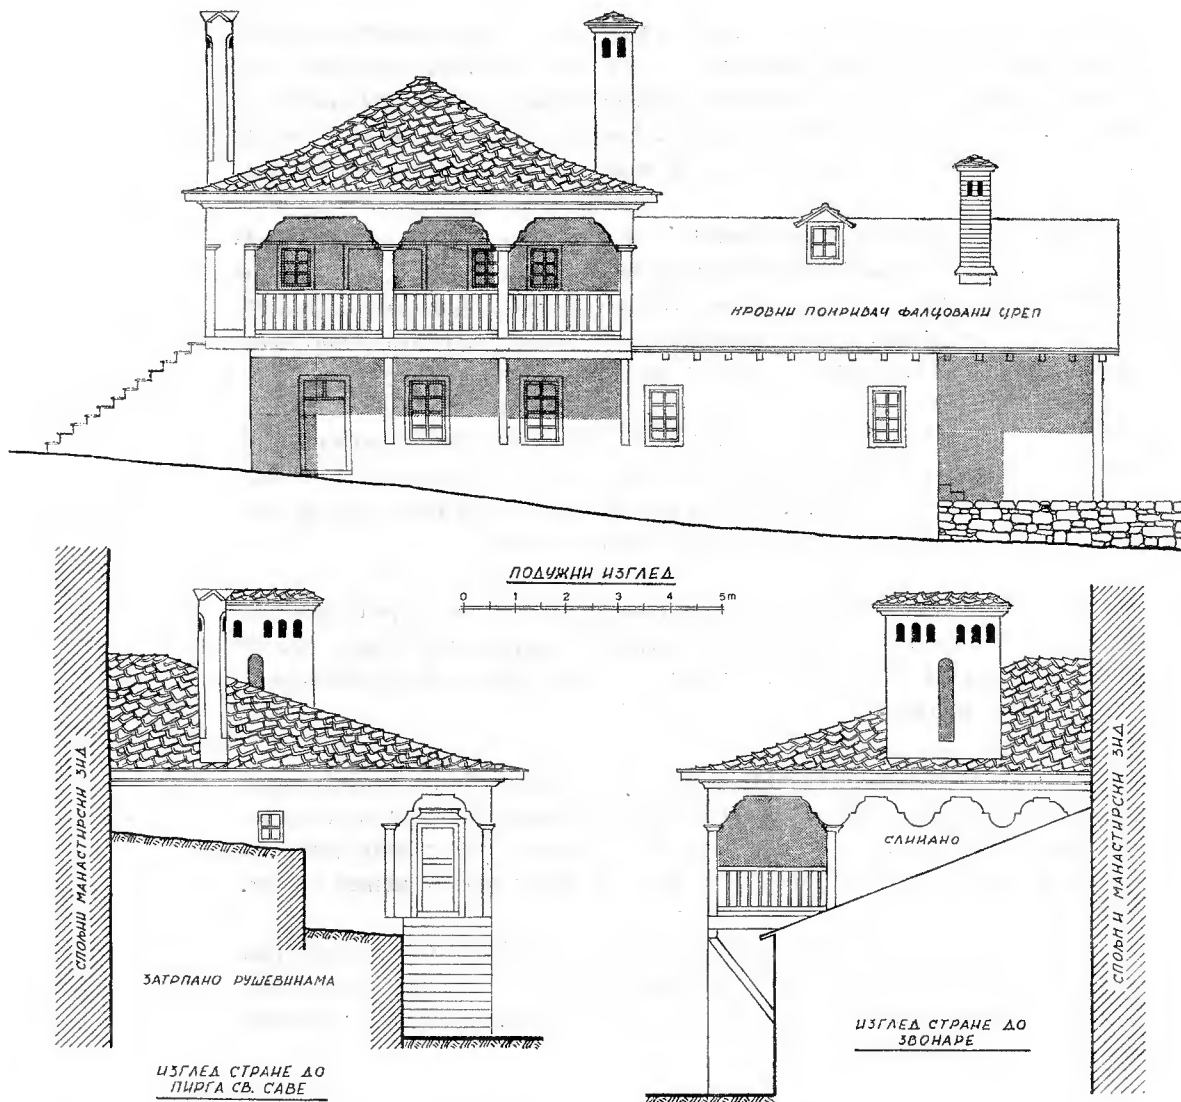 КРОВНИ ПОКРИВАЧ ФАЛЦОВАНИ ЦРЕП
ПОДУЖНИ ИЗГЛЕД
0 1 2 3 4 5m
СПОЉНИ МАНАСТИРСКИ ЗИД
ЗАТРПАНО РУШЕВИНАМА
ИЗГЛЕД СТРАНЕ ДО
ПИРГА СВ. САВЕ
СЛИКАНО
СПОЉНИ МАНАСТИРСКИ ЗИД
ИЗГЛЕД СТРАНЕ ДО
ЗВОНАРЕ